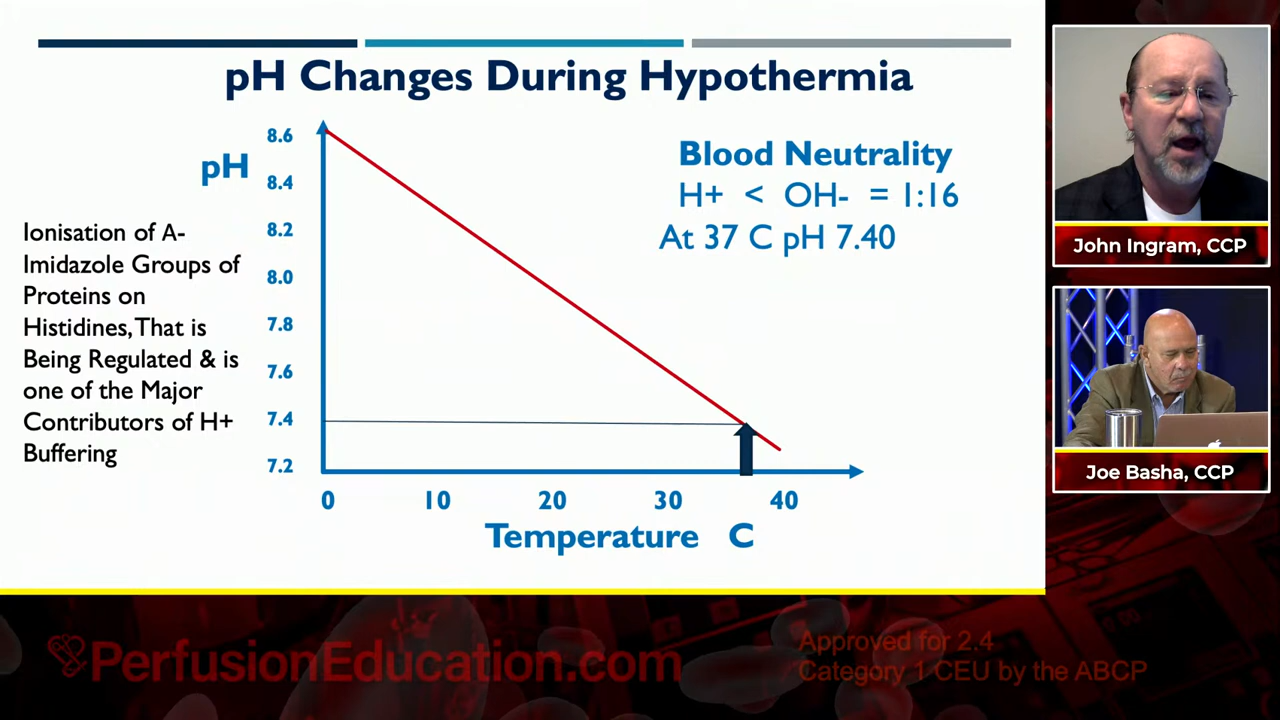 pH Changes During Hypothermia
8.6
pH
8.4
8.2
8.0
7.8
7.6
7.4
7.2
Ionisation of A-
Imidazole Groups of
Proteins on
Histidines, That is
Being Regulated & is
one of the Major
Contributors of H+
Buffering
Blood Neutrality
H+ < OH- = 1:16
At 37 C pH 7.40
0 10 20 30 40
Temperature C
John Ingram, CCP
Joe Basha, CCP
PerfusionEducation.com
Approved for 2.4
Category 1 CEU by the ABCP